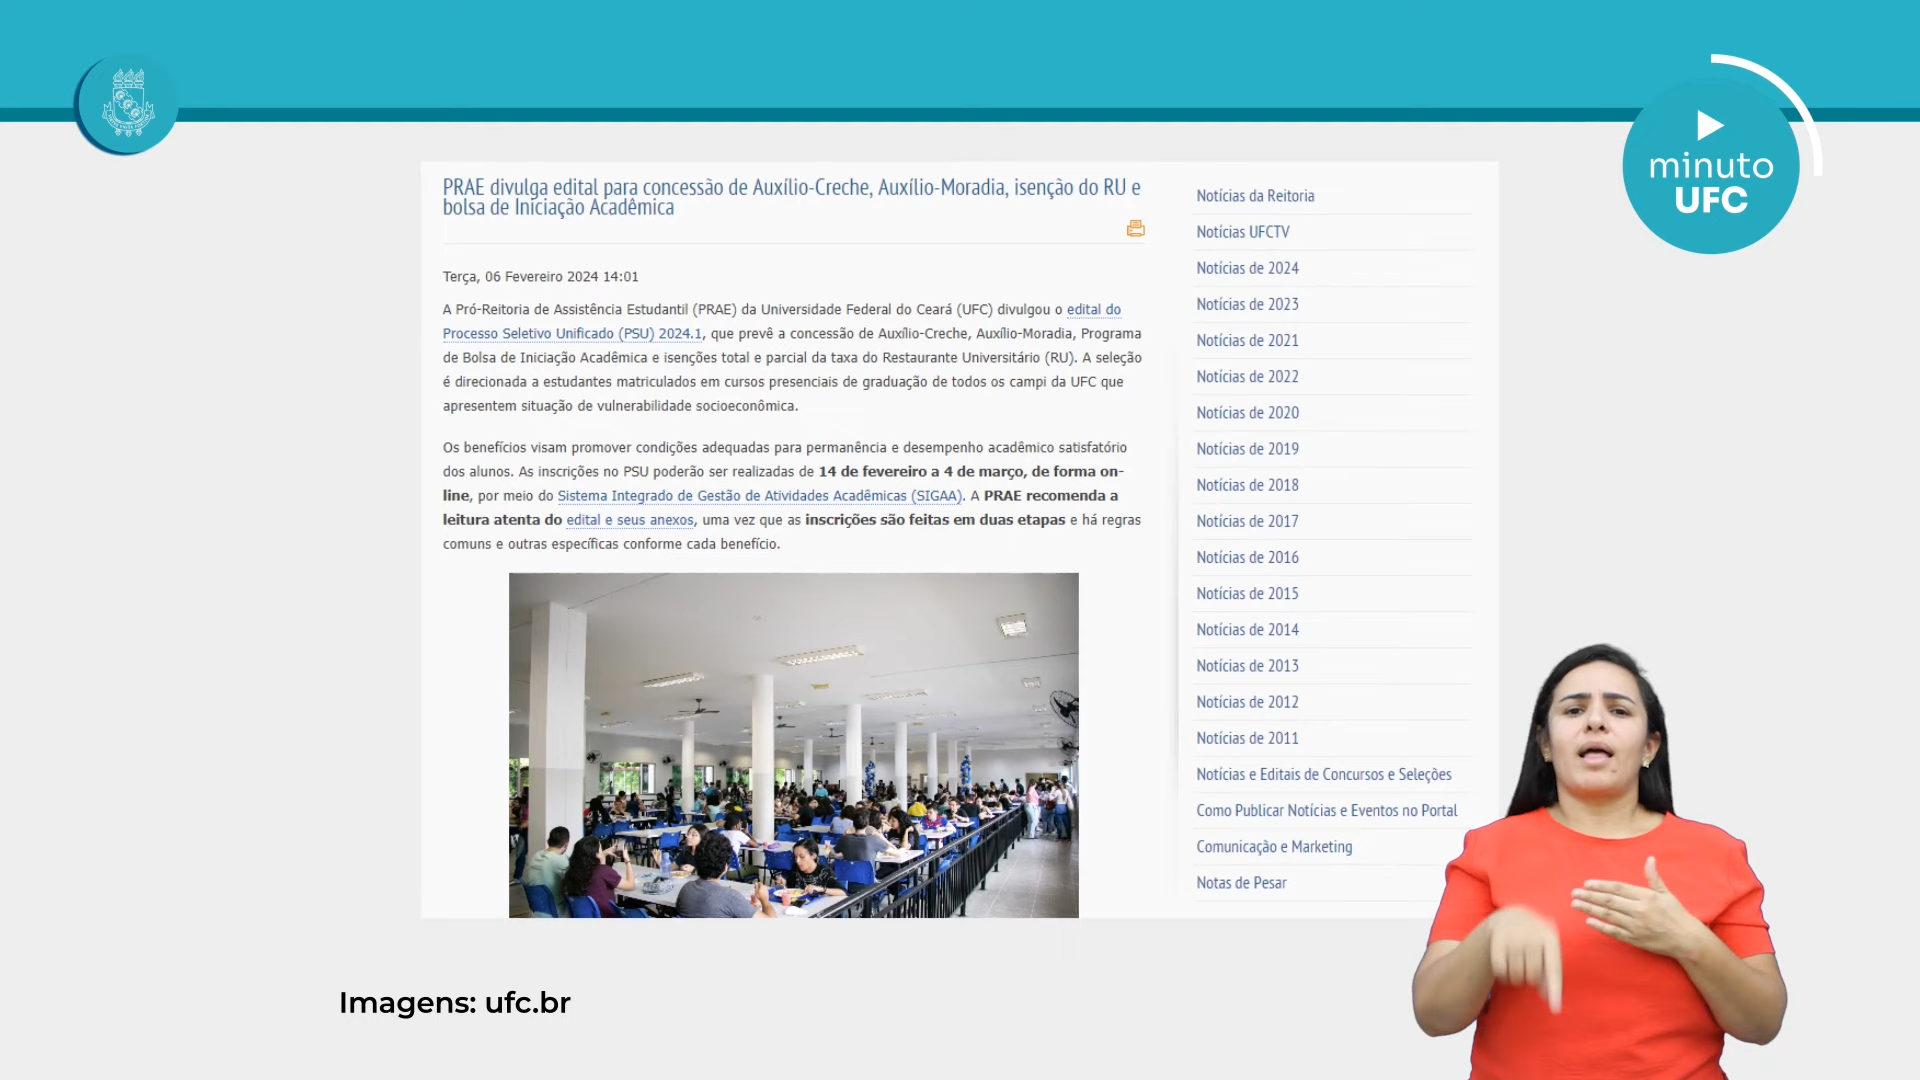 minuto
UFC
PRAE divulga edital para concessão de Auxílio-Creche, Auxílio-Moradia, isenção do RU e
bolsa de Iniciação Acadêmica
Terça, 06 Fevereiro 2024 14:01
A Pró-Reitoria de Assistência Estudantil (PRAE) da Universidade Federal do Ceará (UFC) divulgou o edital do
Processo Seletivo Unificado (PSU) 2024.1, que prevê a concessão de Auxílio-Creche, Auxílio-Moradia, Programa
de Bolsa de Iniciação Acadêmica e isenções total e parcial da taxa do Restaurante Universitário (RU). A seleção
é direcionada a estudantes matriculados em cursos presenciais de graduação de todos os campi da UFC que
apresentem situação de vulnerabilidade socioeconômica.
Os benefícios visam promover condições adequadas para permanência e desempenho acadêmico satisfatório
dos alunos. As inscrições no PSU poderão ser realizadas de 14 de fevereiro a 4 de março, de forma on-
line, por meio do Sistema Integrado de Gestão de Atividades Acadêmicas (SIGAA). A PRAE recomenda a
leitura atenta do edital e seus anexos, uma vez que as inscrições são feitas em duas etapas e há regras
comuns e outras específicas conforme cada benefício.
Notícias da Reitoria
Notícias UFCTV
Notícias de 2024
Notícias de 2023
Notícias de 2021
Notícias de 2022
Notícias de 2020
Notícias de 2019
Notícias de 2018
Notícias de 2017
Notícias de 2016
Notícias de 2015
Notícias de 2014
Notícias de 2013
Notícias de 2012
Notícias de 2011
Notícias e Editais de Concursos e Seleções
Como Publicar Notícias e Eventos no Portal
Comunicação e Marketing
Notas de Pesar
Imagens: ufc.br